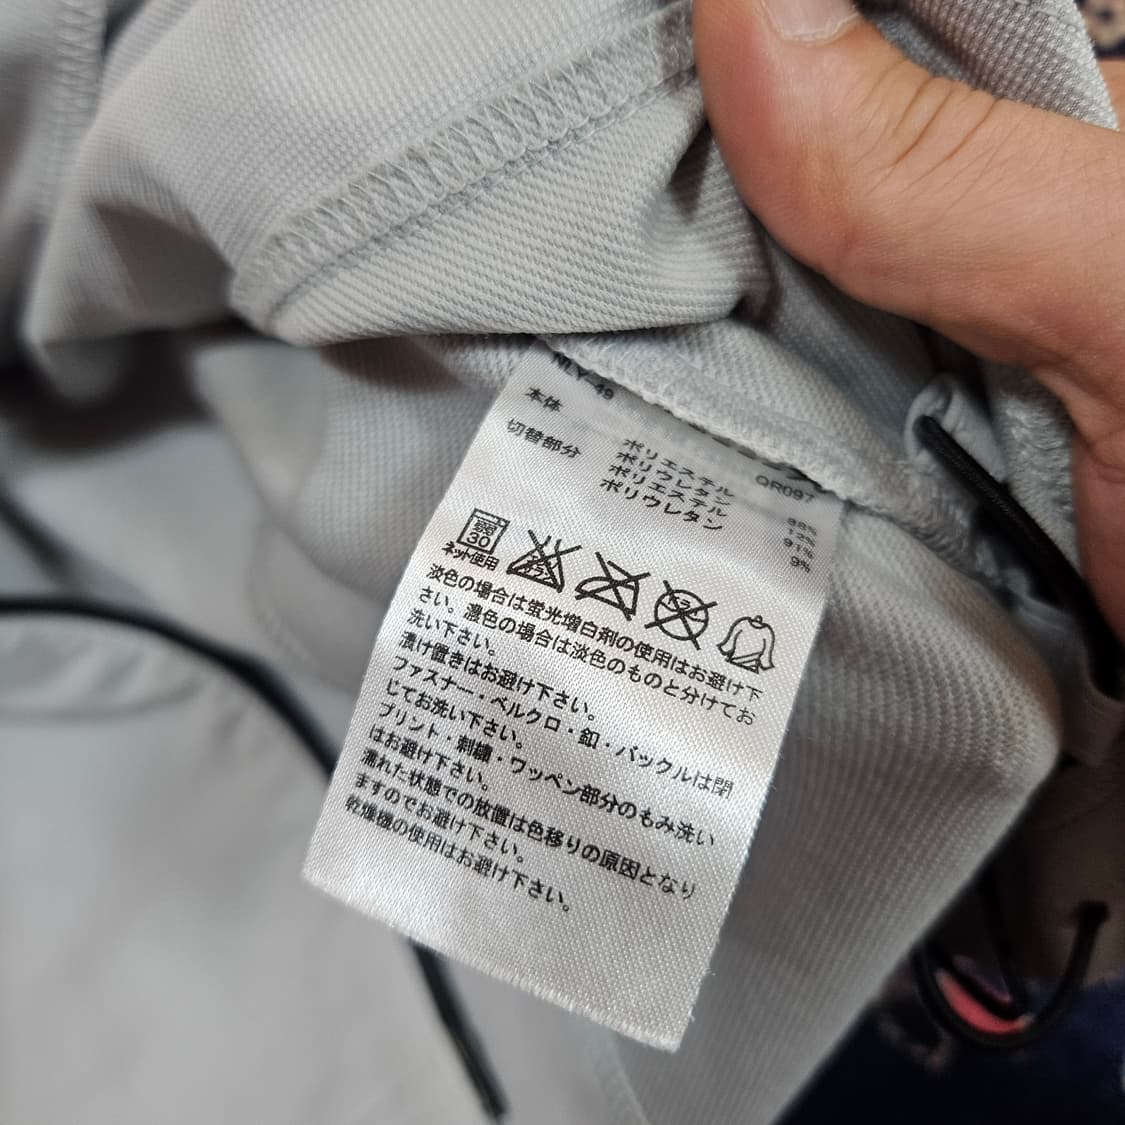 NLY-49
本体 ポリエステル
ポリウレタン 12%
切替部分 ポリエステル 91%
ポリウレタン 9%
QR097
弱 30
ネット使用
淡色の場合は蛍光増白剤の使用はお避け下
さい。濃色の場合は淡色のものと分けてお
洗い下さい。
漬け置きはお避け下さい。
ファスナー・ベルクロ・釦・バックルは閉
じてお洗い下さい。
プリント・刺繍・ワッペン部分のもみ洗い
はお避け下さい。
濡れた状態での放置は色移りの原因となり
ますのでお避け下さい。
乾燥機の使用はお避け下さい。